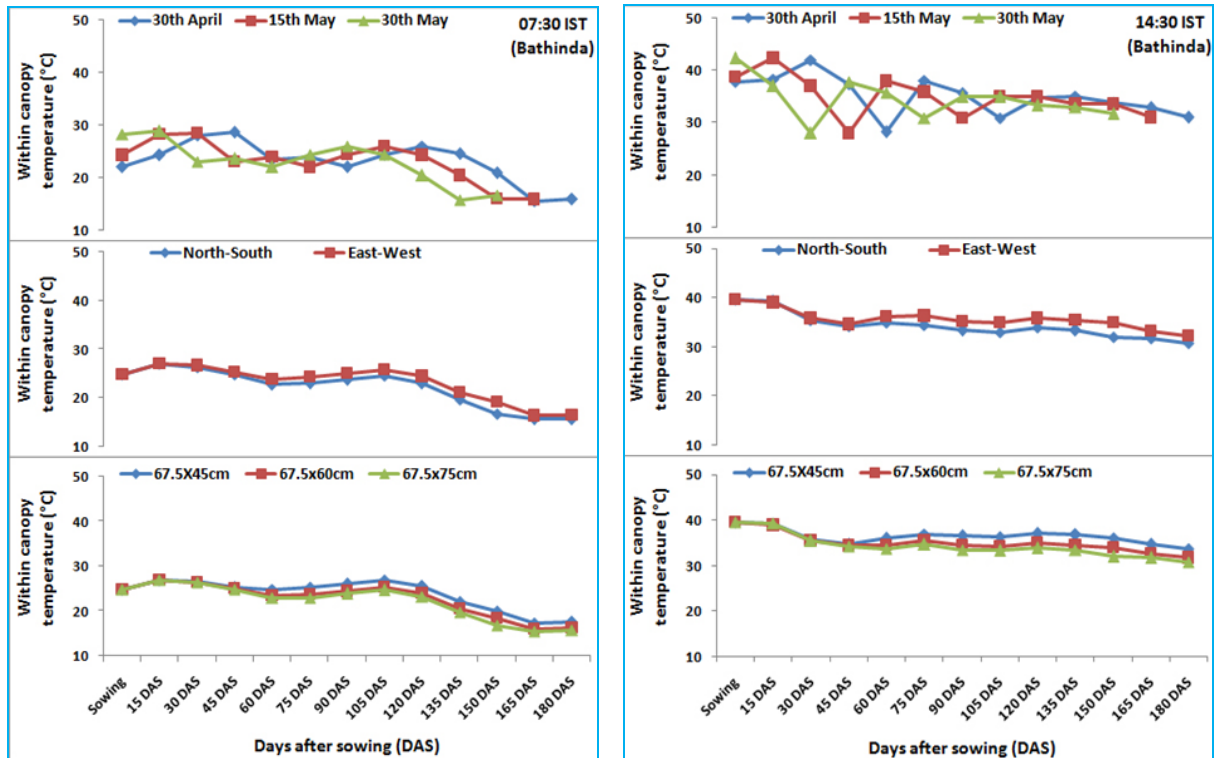 30th April 15th May 30th May 07:30 IST
(Bathinda)
Within canopy
temperature (°C)
50
40
30
20
10
North-South East-West
Within canopy
temperature (°C)
50
40
30
20
10
67.5X45cm 67.5x60cm 67.5x75cm
Within canopy
temperature (°C)
50
40
30
20
10
Sowing
15 DAS
30 DAS
45 DAS
60 DAS
75 DAS
90 DAS
105 DAS
120 DAS
135 DAS
150 DAS
165 DAS
180 DAS
Days after sowing (DAS)
30th April 15th May 30th May 14:30 IST
(Bathinda)
Within canopy
temperature (°C)
50
40
30
20
10
North-South East-West
Within canopy
temperature (°C)
50
40
30
20
10
67.5X45cm 67.5x60cm 67.5x75cm
Within canopy
temperature (°C)
50
40
30
20
10
Sowing
15 DAS
30 DAS
45 DAS
60 DAS
75 DAS
90 DAS
105 DAS
120 DAS
135 DAS
150 DAS
165 DAS
180 DAS
Days after sowing (DAS)